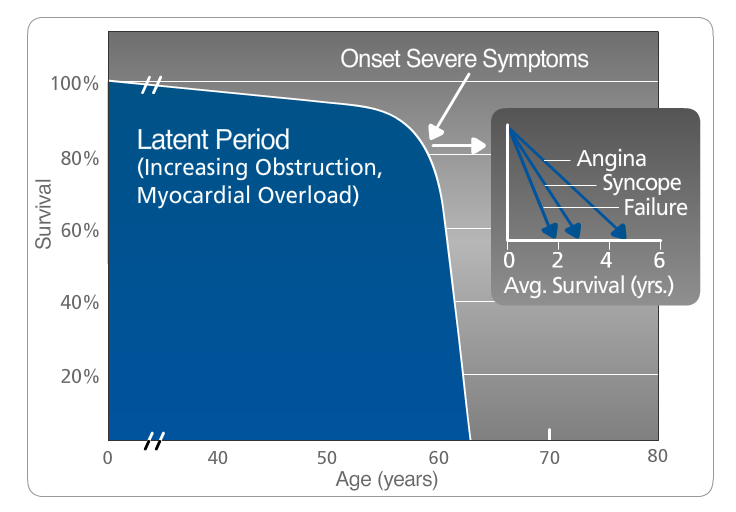 Onset Severe Symptoms
100%
80%
60%
40%
20%
Survival
Latent Period
(Increasing Obstruction,
Myocardial Overload)
Angina
Syncope
Failure
0 2 4 6
Avg. Survival (yrs.)
0 40 50 60 70 80
Age (years)